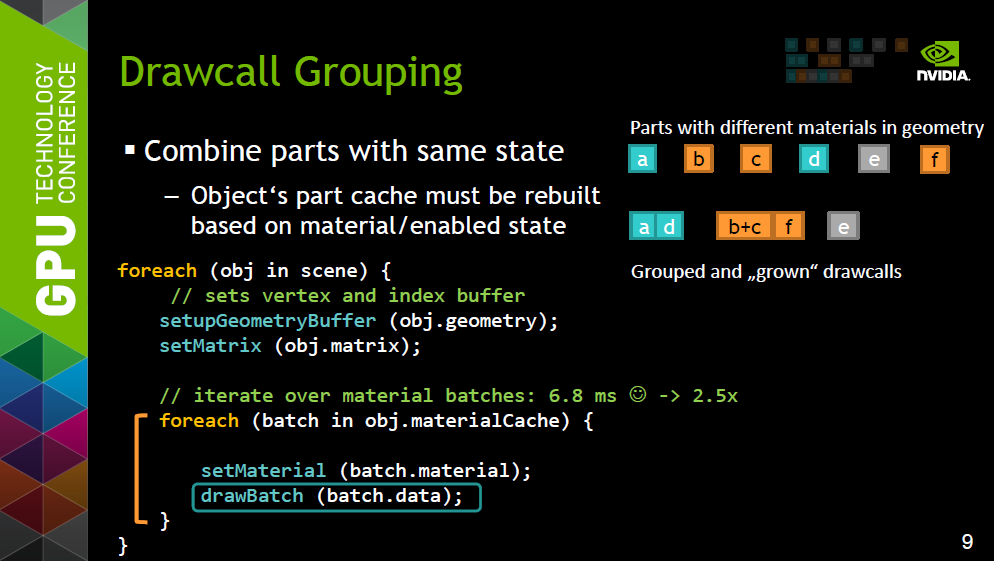 GPU TECHNOLOGY CONFERENCE
Drawcall Grouping
NVIDIA.
▪ Combine parts with same state
– Object‘s part cache must be rebuilt
based on material/enabled state
Parts with different materials in geometry
a b c d e f
a d b+c f e
Grouped and „grown“ drawcalls
foreach (obj in scene) {
// sets vertex and index buffer
setupGeometryBuffer (obj.geometry);
setMatrix (obj.matrix);
// iterate over material batches: 6.8 ms ☺ -> 2.5x
foreach (batch in obj.materialCache) {
setMaterial (batch.material);
drawBatch (batch.data);
}
}
9